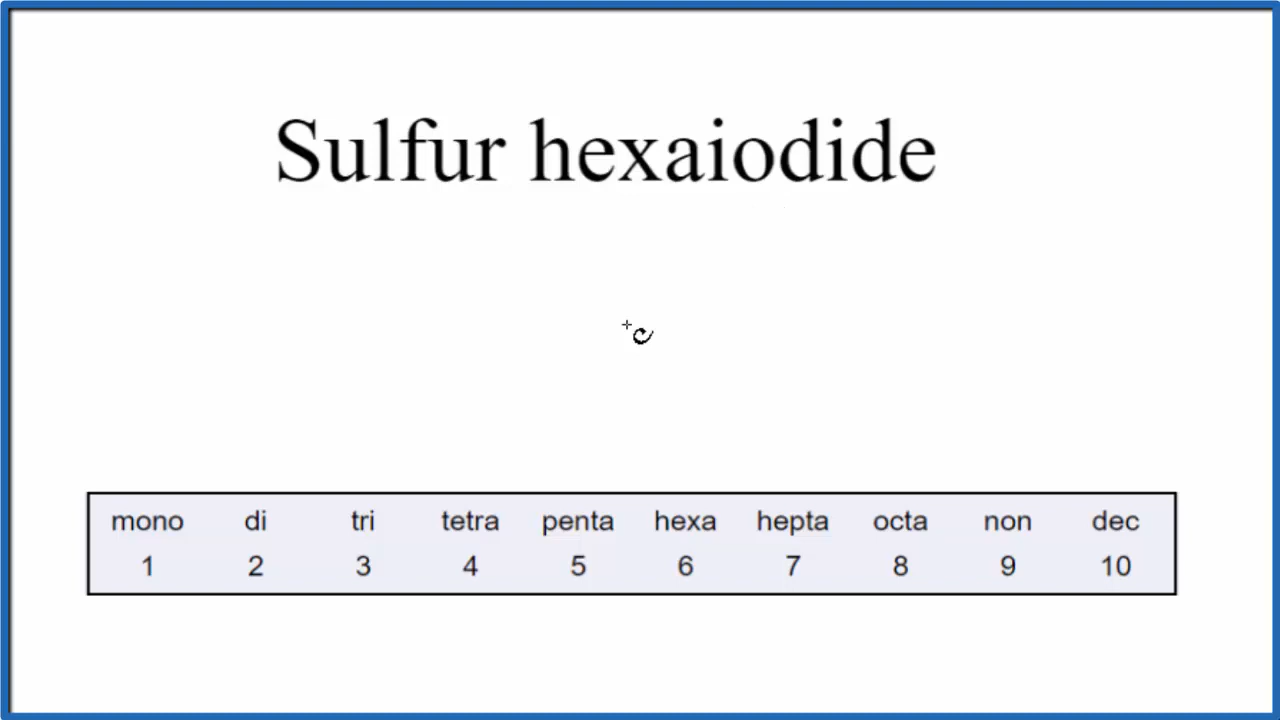 Sulfur hexaiodide
mono di tri tetra penta hexa hepta octa non dec
1 2 3 4 5 6 7 8 9 10